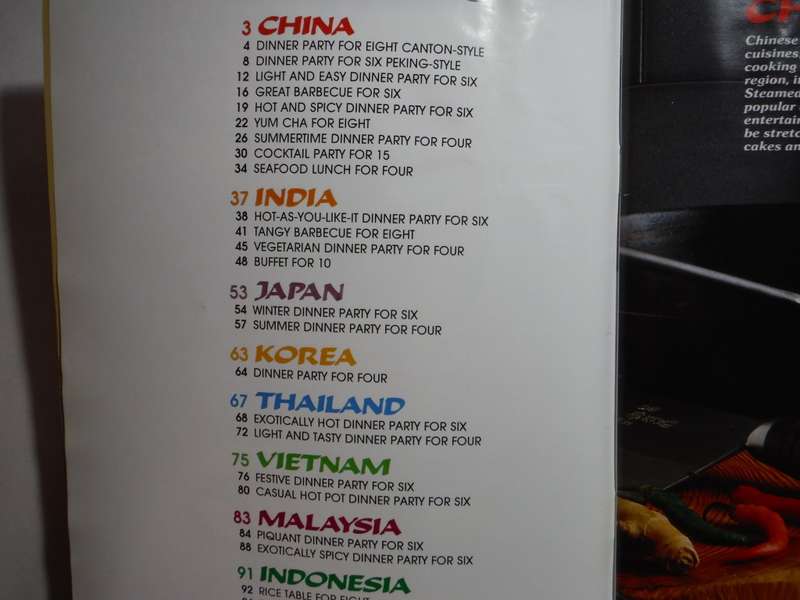 3 CHINA
4 DINNER PARTY FOR EIGHT CANTON-STYLE
8 DINNER PARTY FOR SIX PEKING-STYLE
12 LIGHT AND EASY DINNER PARTY FOR SIX
16 GREAT BARBECUE FOR SIX
19 HOT AND SPICY DINNER PARTY FOR SIX
22 YUM CHA FOR EIGHT
26 SUMMERTIME DINNER PARTY FOR FOUR
30 COCKTAIL PARTY FOR 15
34 SEAFOOD LUNCH FOR FOUR
37 INDIA
38 HOT-AS-YOU-LIKE-IT DINNER PARTY FOR SIX
41 TANGY BARBECUE FOR EIGHT
45 VEGETARIAN DINNER PARTY FOR FOUR
48 BUFFET FOR 10
53 JAPAN
54 WINTER DINNER PARTY FOR SIX
57 SUMMER DINNER PARTY FOR FOUR
63 KOREA
64 DINNER PARTY FOR FOUR
67 THAILAND
68 EXOTICALLY HOT DINNER PARTY FOR SIX
72 LIGHT AND TASTY DINNER PARTY FOR FOUR
75 VIETNAM
76 FESTIVE DINNER PARTY FOR SIX
80 CASUAL HOT POT DINNER PARTY FOR SIX
83 MALAYSIA
84 PIQUANT DINNER PARTY FOR SIX
88 EXOTICALLY SPICY DINNER PARTY FOR SIX
91 INDONESIA
92 RICE TABLE FOR EIGHT
CH
Chinese
cuisines,
cooking
region, i
Steamed
popular
entertain
be stretc
cakes an